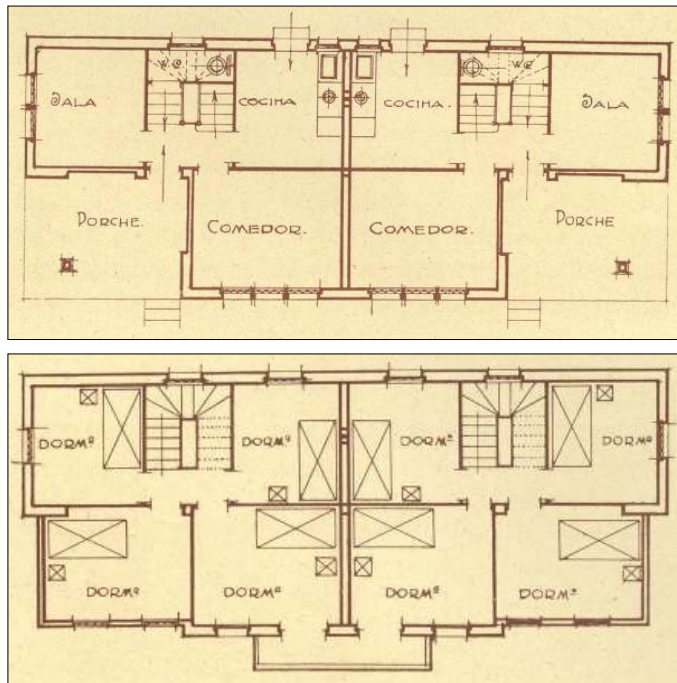 W C
W C
SALA
COCINA
COCINA.
SALA
PORCHE.
COMEDOR.
COMEDOR.
PORCHE
DORMº
DORMº
DORMº
DORMº
DORMº
DORMº
DORMº
DORMº